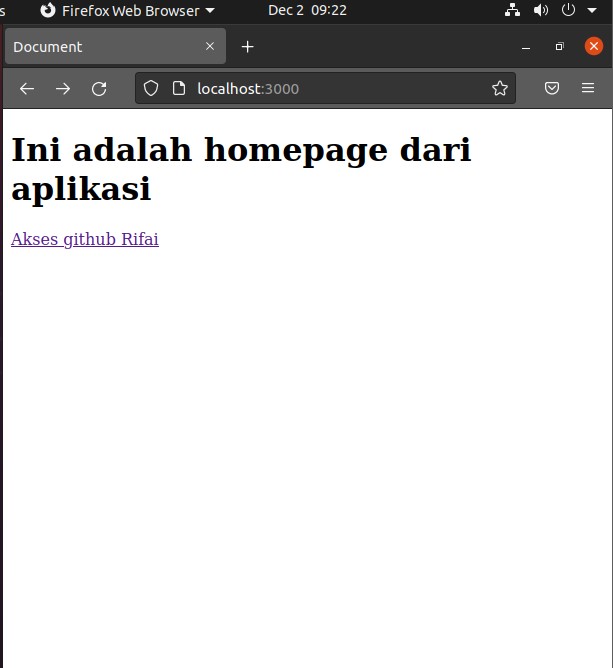 Firefox Web Browser
Dec 2 09:22
Document
localhost:3000
Ini adalah homepage dari
aplikasi
Akses github Rifai